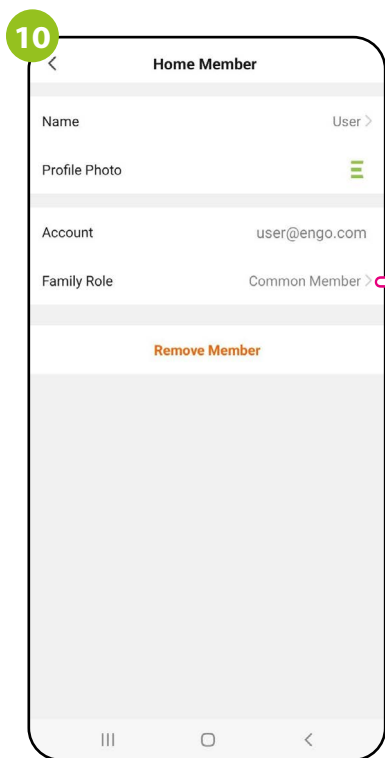 10
Home Member
Name User
Profile Photo
Account user@engo.com
Family Role Common Member
Remove Member